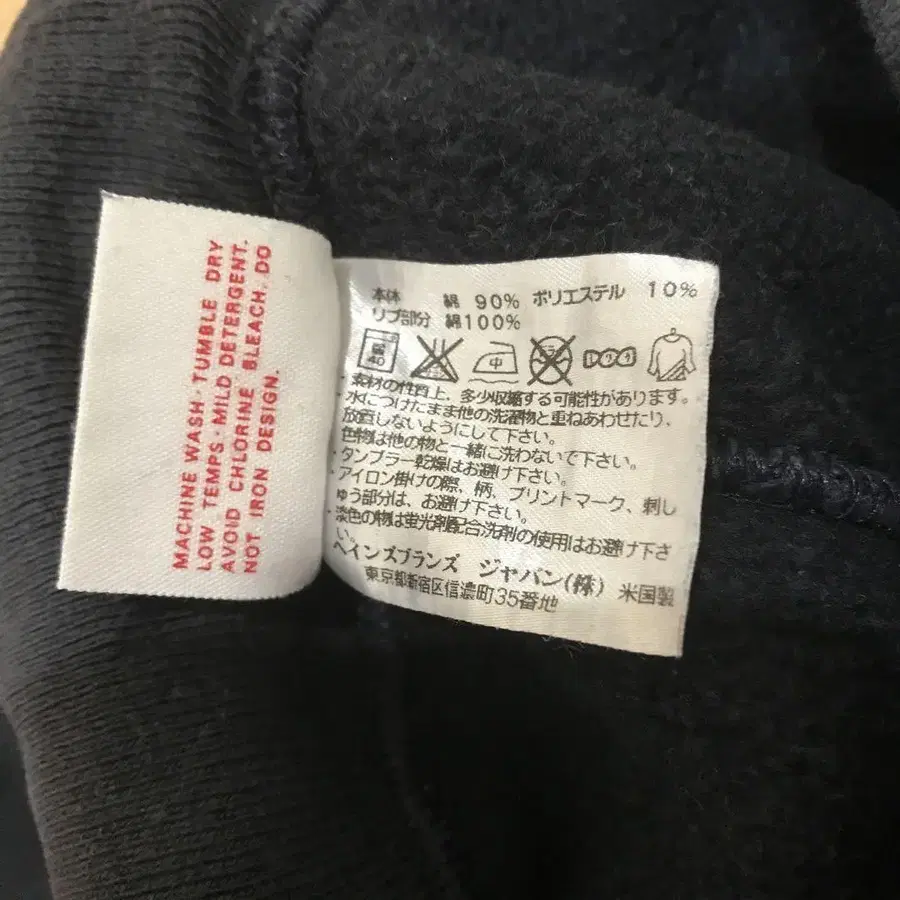 MACHINE WASH · TUMBLE DRY
LOW TEMPS · MILD DETERGENT.
AVOID CHLORINE BLEACH. DO
NOT IRON DESIGN.
本体 綿 90% ポリエステル 10%
リブ部分 綿100%
40 中
・素材の性質上、多少収縮する可能性があります。
・水につけたまま他の洗濯物と重ねあわせたり、
放置しないようにして下さい。
色物は他の物と一緒に洗わないで下さい。
・タンブラー乾燥はお避け下さい。
・アイロン掛けの際、柄、プリントマーク、刺し
ゆう部分は、お避け下さい。
・淡色の物は蛍光剤配合洗剤の使用はお避け下さ
い。
ヘインズブランズ ジャパン(株) 米国製
東京都新宿区信濃町35番地